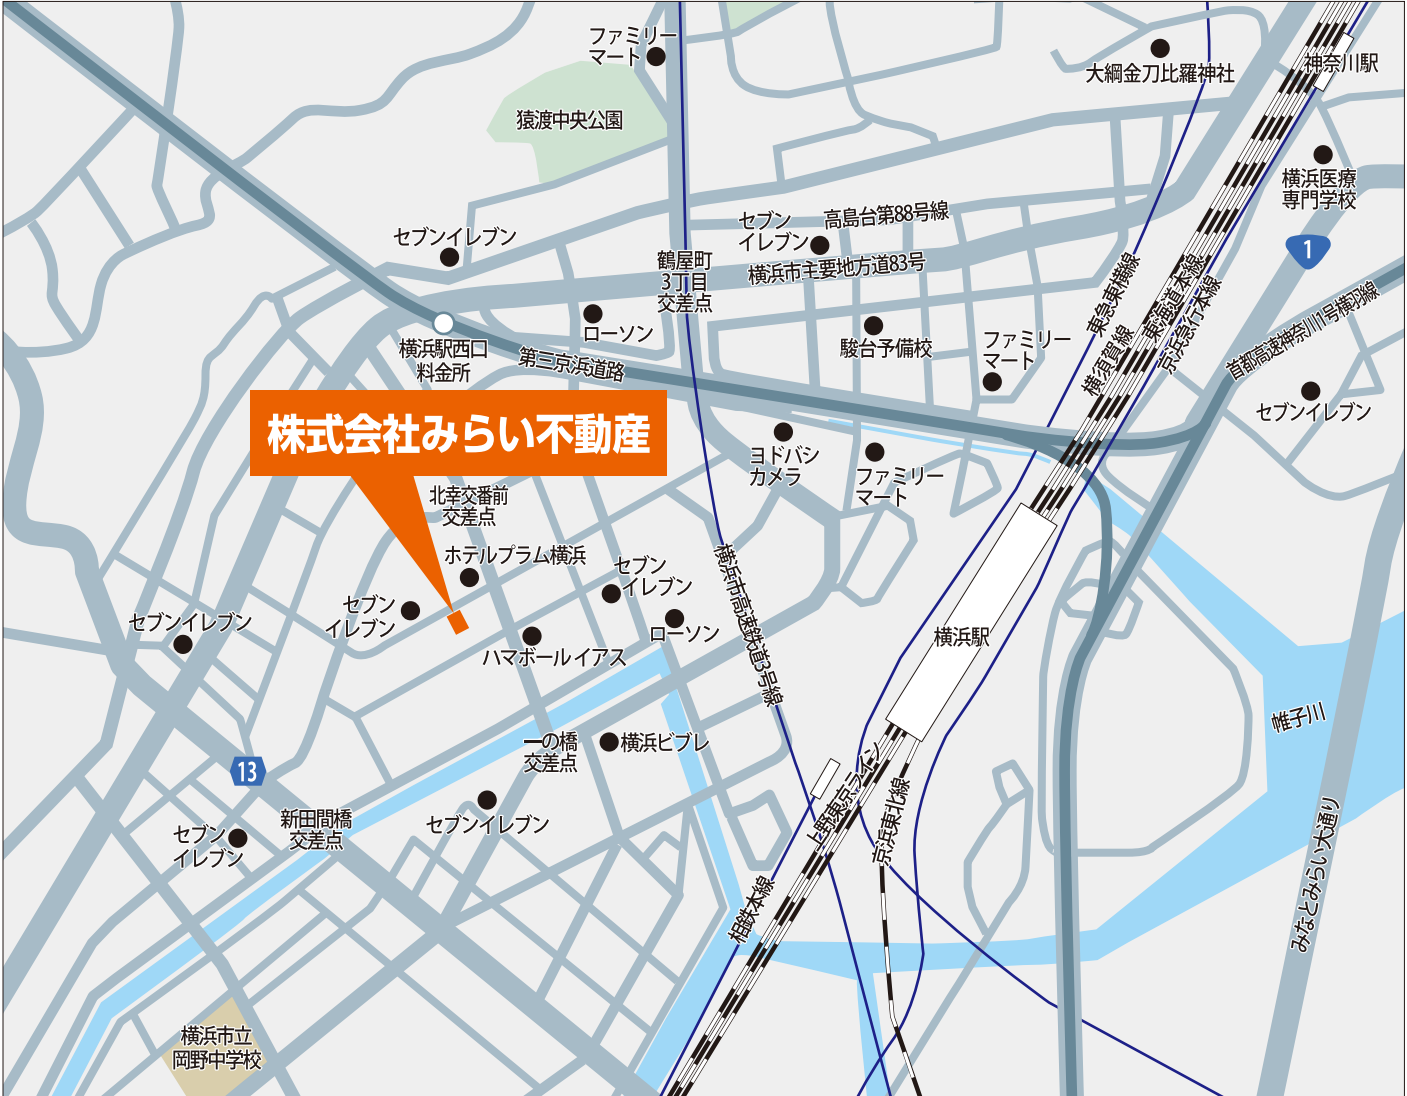 ファミリー
マート
大綱金刀比羅神社
神奈川駅
猿渡中央公園
横浜医療
専門学校
セブンイレブン
セブン
イレブン
高島台第88号線
1
鶴屋町
3丁目
交差点
横浜市主要地方道83号
東急東横線
東海道本線
京浜急行本線
横須賀線
首都高速神奈川1号横羽線
ローソン
横浜駅西口
料金所
第三京浜道路
駿台予備校
ファミリー
マート
セブンイレブン
株式会社みらい不動産
ヨドバシ
カメラ
ファミリー
マート
北幸交番前
交差点
ホテルプラム横浜
セブン
イレブン
セブン
イレブン
セブンイレブン
ローソン
ハマボール イアス
横浜市高速鉄道3号線
横浜駅
帷子川
一の橋
交差点
横浜ビブレ
13
セブンイレブン
新田間橋
交差点
セブン
イレブン
上野東京ライン
京浜東北線
相鉄本線
みなとみらい大通り
横浜市立
岡野中学校